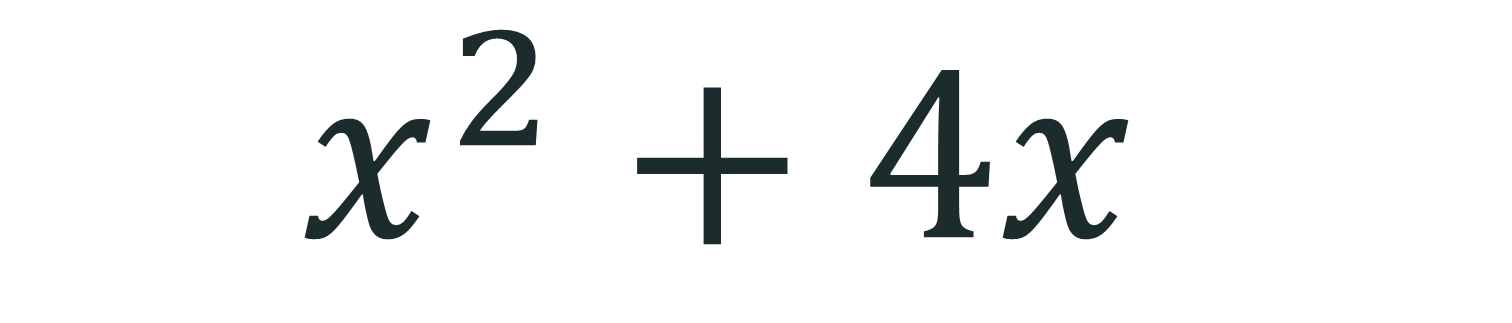 x² + 4x